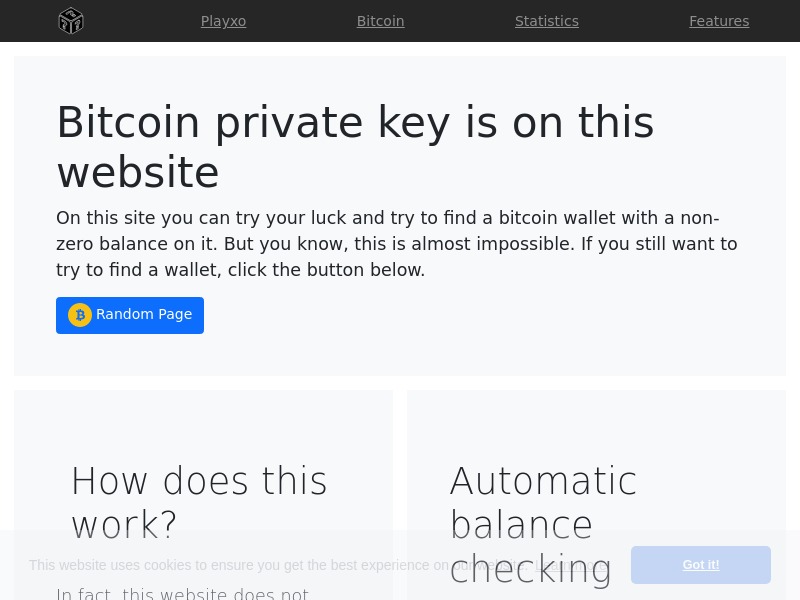 Playxo
Bitcoin
Statistics
Features
Bitcoin private key is on this
website
On this site you can try your luck and try to find a bitcoin wallet with a non-
zero balance on it. But you know, this is almost impossible. If you still want to
try to find a wallet, click the button below.
Random Page
How does this
work?
Automatic
balance
checking
This website uses cookies to ensure you get the best experience on our website. Learn more
Got it!
In fact, this website does not